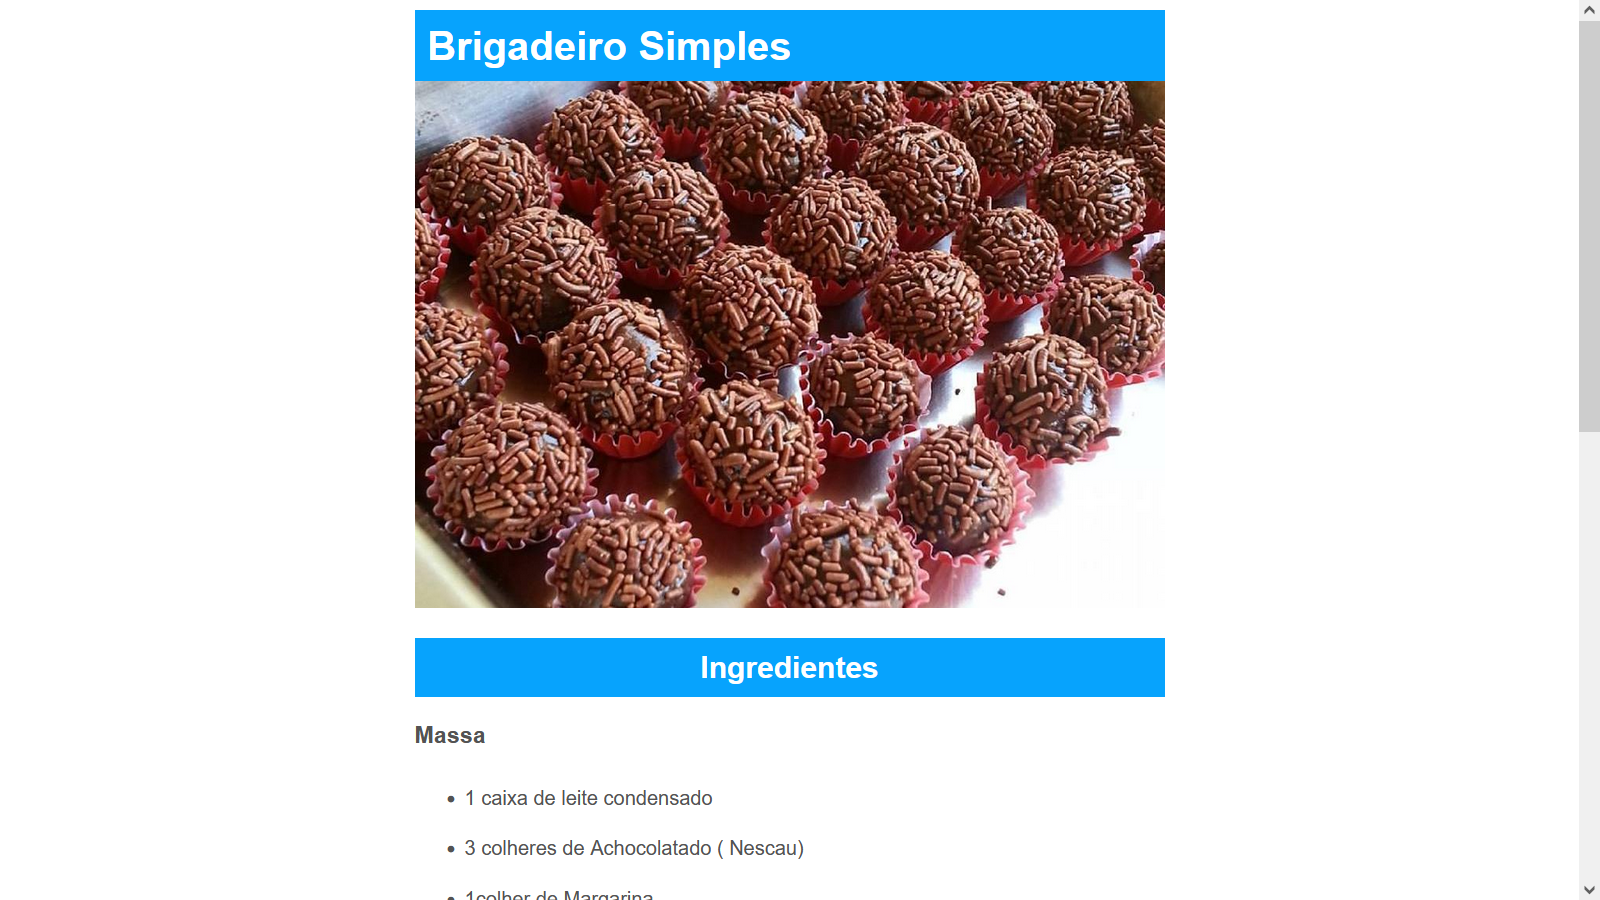 Brigadeiro Simples
Ingredientes
Massa
1 caixa de leite condensado
3 colheres de Achocolatado ( Nescau)
1colher de Margarina